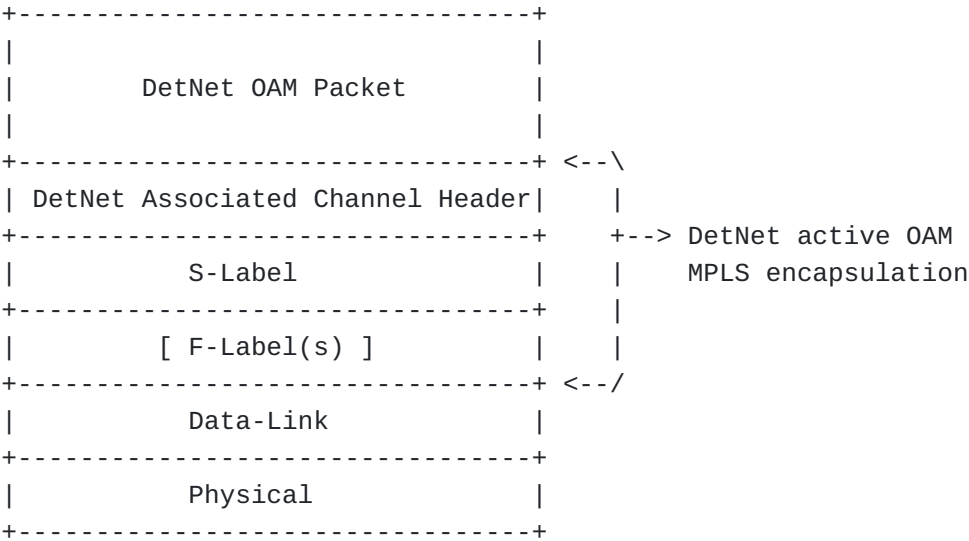 +---------------------------------+
|                                 |
|         DetNet OAM Packet        |
|                                 |
+---------------------------------+ <--\
| DetNet Associated Channel Header|    |
+---------------------------------+    +--> DetNet active OAM
|            S-Label              |    |    MPLS encapsulation
+---------------------------------+    |
|          [ F-Label(s) ]         |    |
+---------------------------------+ <--/
|            Data-Link            |
+---------------------------------+
|            Physical             |
+---------------------------------+